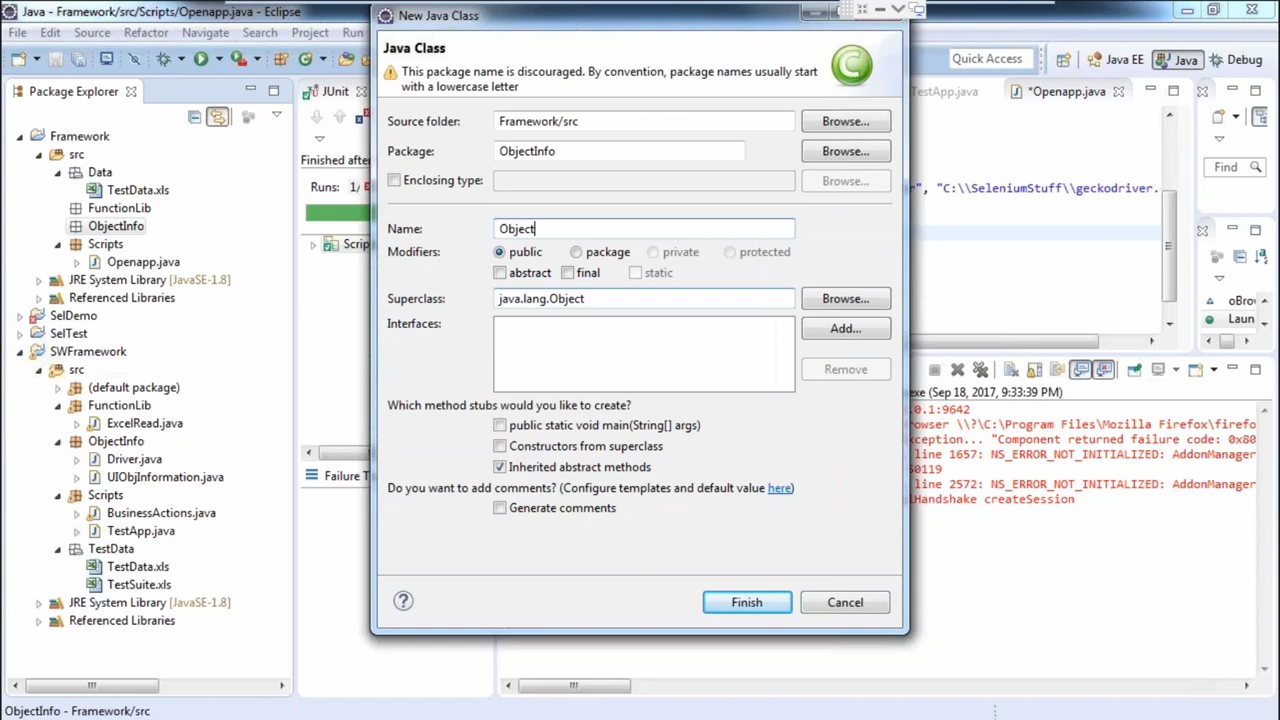 Java - Framework/src/Scripts/Openapp.java - Eclipse
File Edit Source Refactor Navigate Search Project Run
Quick Access
Java EE
Java
Debug
Package Explorer
Framework
src
Data
TestData.xls
FunctionLib
ObjectInfo
Scripts
Openapp.java
JRE System Library [JavaSE-1.8]
Referenced Libraries
SelDemo
SelTest
SWFramework
src
(default package)
FunctionLib
ExcelRead.java
ObjectInfo
Driver.java
UIObjInformation.java
Scripts
BusinessActions.java
TestApp.java
TestData
TestData.xls
TestSuite.xls
JRE System Library [JavaSE-1.8]
Referenced Libraries
ObjectInfo - Framework/src
JUnit
Finished after
Runs: 1/
Scrip
Failure T
New Java Class
Java Class
This package name is discouraged. By convention, package names usually start
with a lowercase letter
Source folder: Framework/src Browse...
Package: ObjectInfo Browse...
Enclosing type: Browse...
Name: Object
Modifiers: public package private protected
abstract final static
Superclass: java.lang.Object Browse...
Interfaces: Add...
Remove
Which method stubs would you like to create?
public static void main(String[] args)
Constructors from superclass
Inherited abstract methods
Do you want to add comments? (Configure templates and default value here)
Generate comments
Finish Cancel
TestApp.java
*Openapp.java
", "C:\\SeleniumStuff\\geckodriver.
Find
oBrow
Laun
exe (Sep 18, 2017, 9:33:39 PM)
.0.1:9642
rowser \\?\C:\Program Files\Mozilla Firefox\firefo
xception... "Component returned failure code: 0x80
line 1657: NS_ERROR_NOT_INITIALIZED: AddonManager
50119
line 2572: NS_ERROR_NOT_INITIALIZED: AddonManager
lHandshake createSession